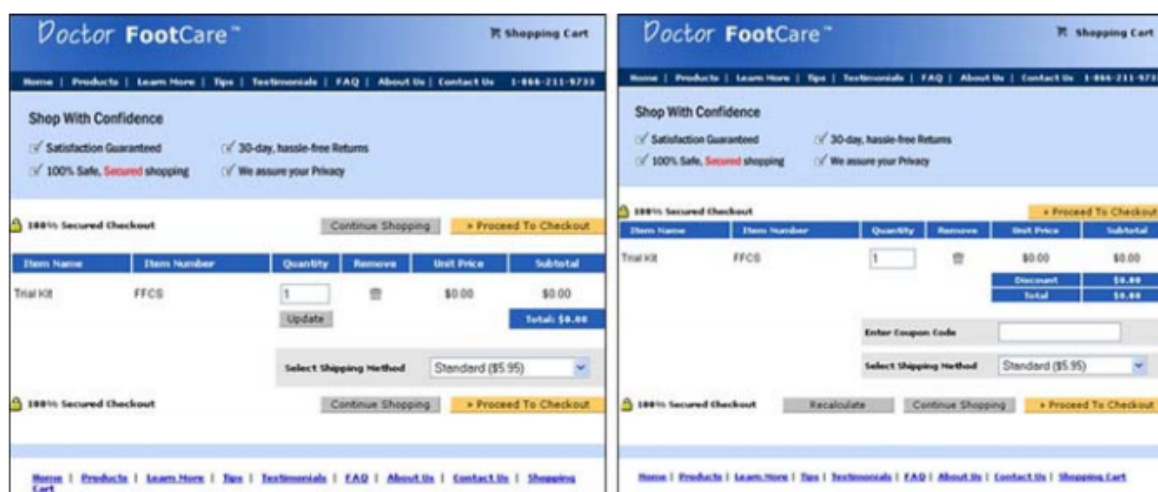 Doctor FootCare™
Shopping Cart
Home | Products | Learn More | Tips | Testimonials | FAQ | About Us | Contact Us 1-866-211-9733
Shop With Confidence
Satisfaction Guaranteed 30-day, hassle-free Returns
100% Safe, Secured shopping We assure your Privacy
100% Secured Checkout Continue Shopping » Proceed To Checkout
Item Name Item Number Quantity Remove Unit Price Subtotal
Trial Kit FFCS 1 $0.00 $0.00
Update Total: $0.00
Select Shipping Method Standard ($5.95)
100% Secured Checkout Continue Shopping » Proceed To Checkout
Home | Products | Learn More | Tips | Testimonials | FAQ | About Us | Contact Us | Shopping
Cart
Doctor FootCare™
Shopping Cart
Home | Products | Learn More | Tips | Testimonials | FAQ | About Us | Contact Us 1-866-211-973
Shop With Confidence
Satisfaction Guaranteed 30-day, hassle-free Returns
100% Safe, Secured shopping We assure your Privacy
100% Secured Checkout » Proceed To Checkout
Item Name Item Number Quantity Remove Unit Price Subtotal
Trial Kit FFCS 1 $0.00 $0.00
Discount $0.00
Total $0.00
Enter Coupon Code
Select Shipping Method Standard ($5.95)
100% Secured Checkout Recalculate Continue Shopping » Proceed To Checkout
Home | Products | Learn More | Tips | Testimonials | FAQ | About Us | Contact Us | Shopping Cart